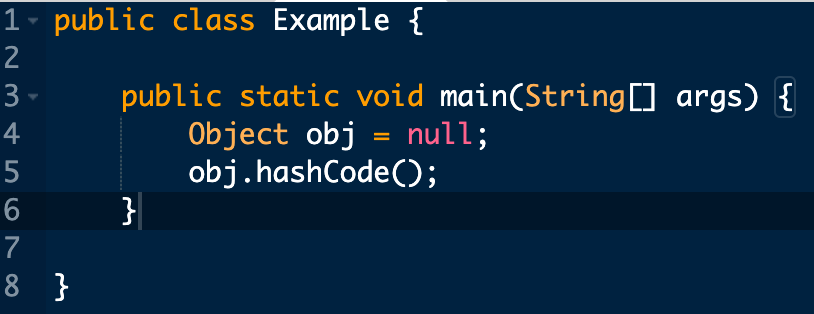 1 public class Example {
2
3 public static void main(String[] args) {
4 Object obj = null;
5 obj.hashCode();
6 }
7
8 }